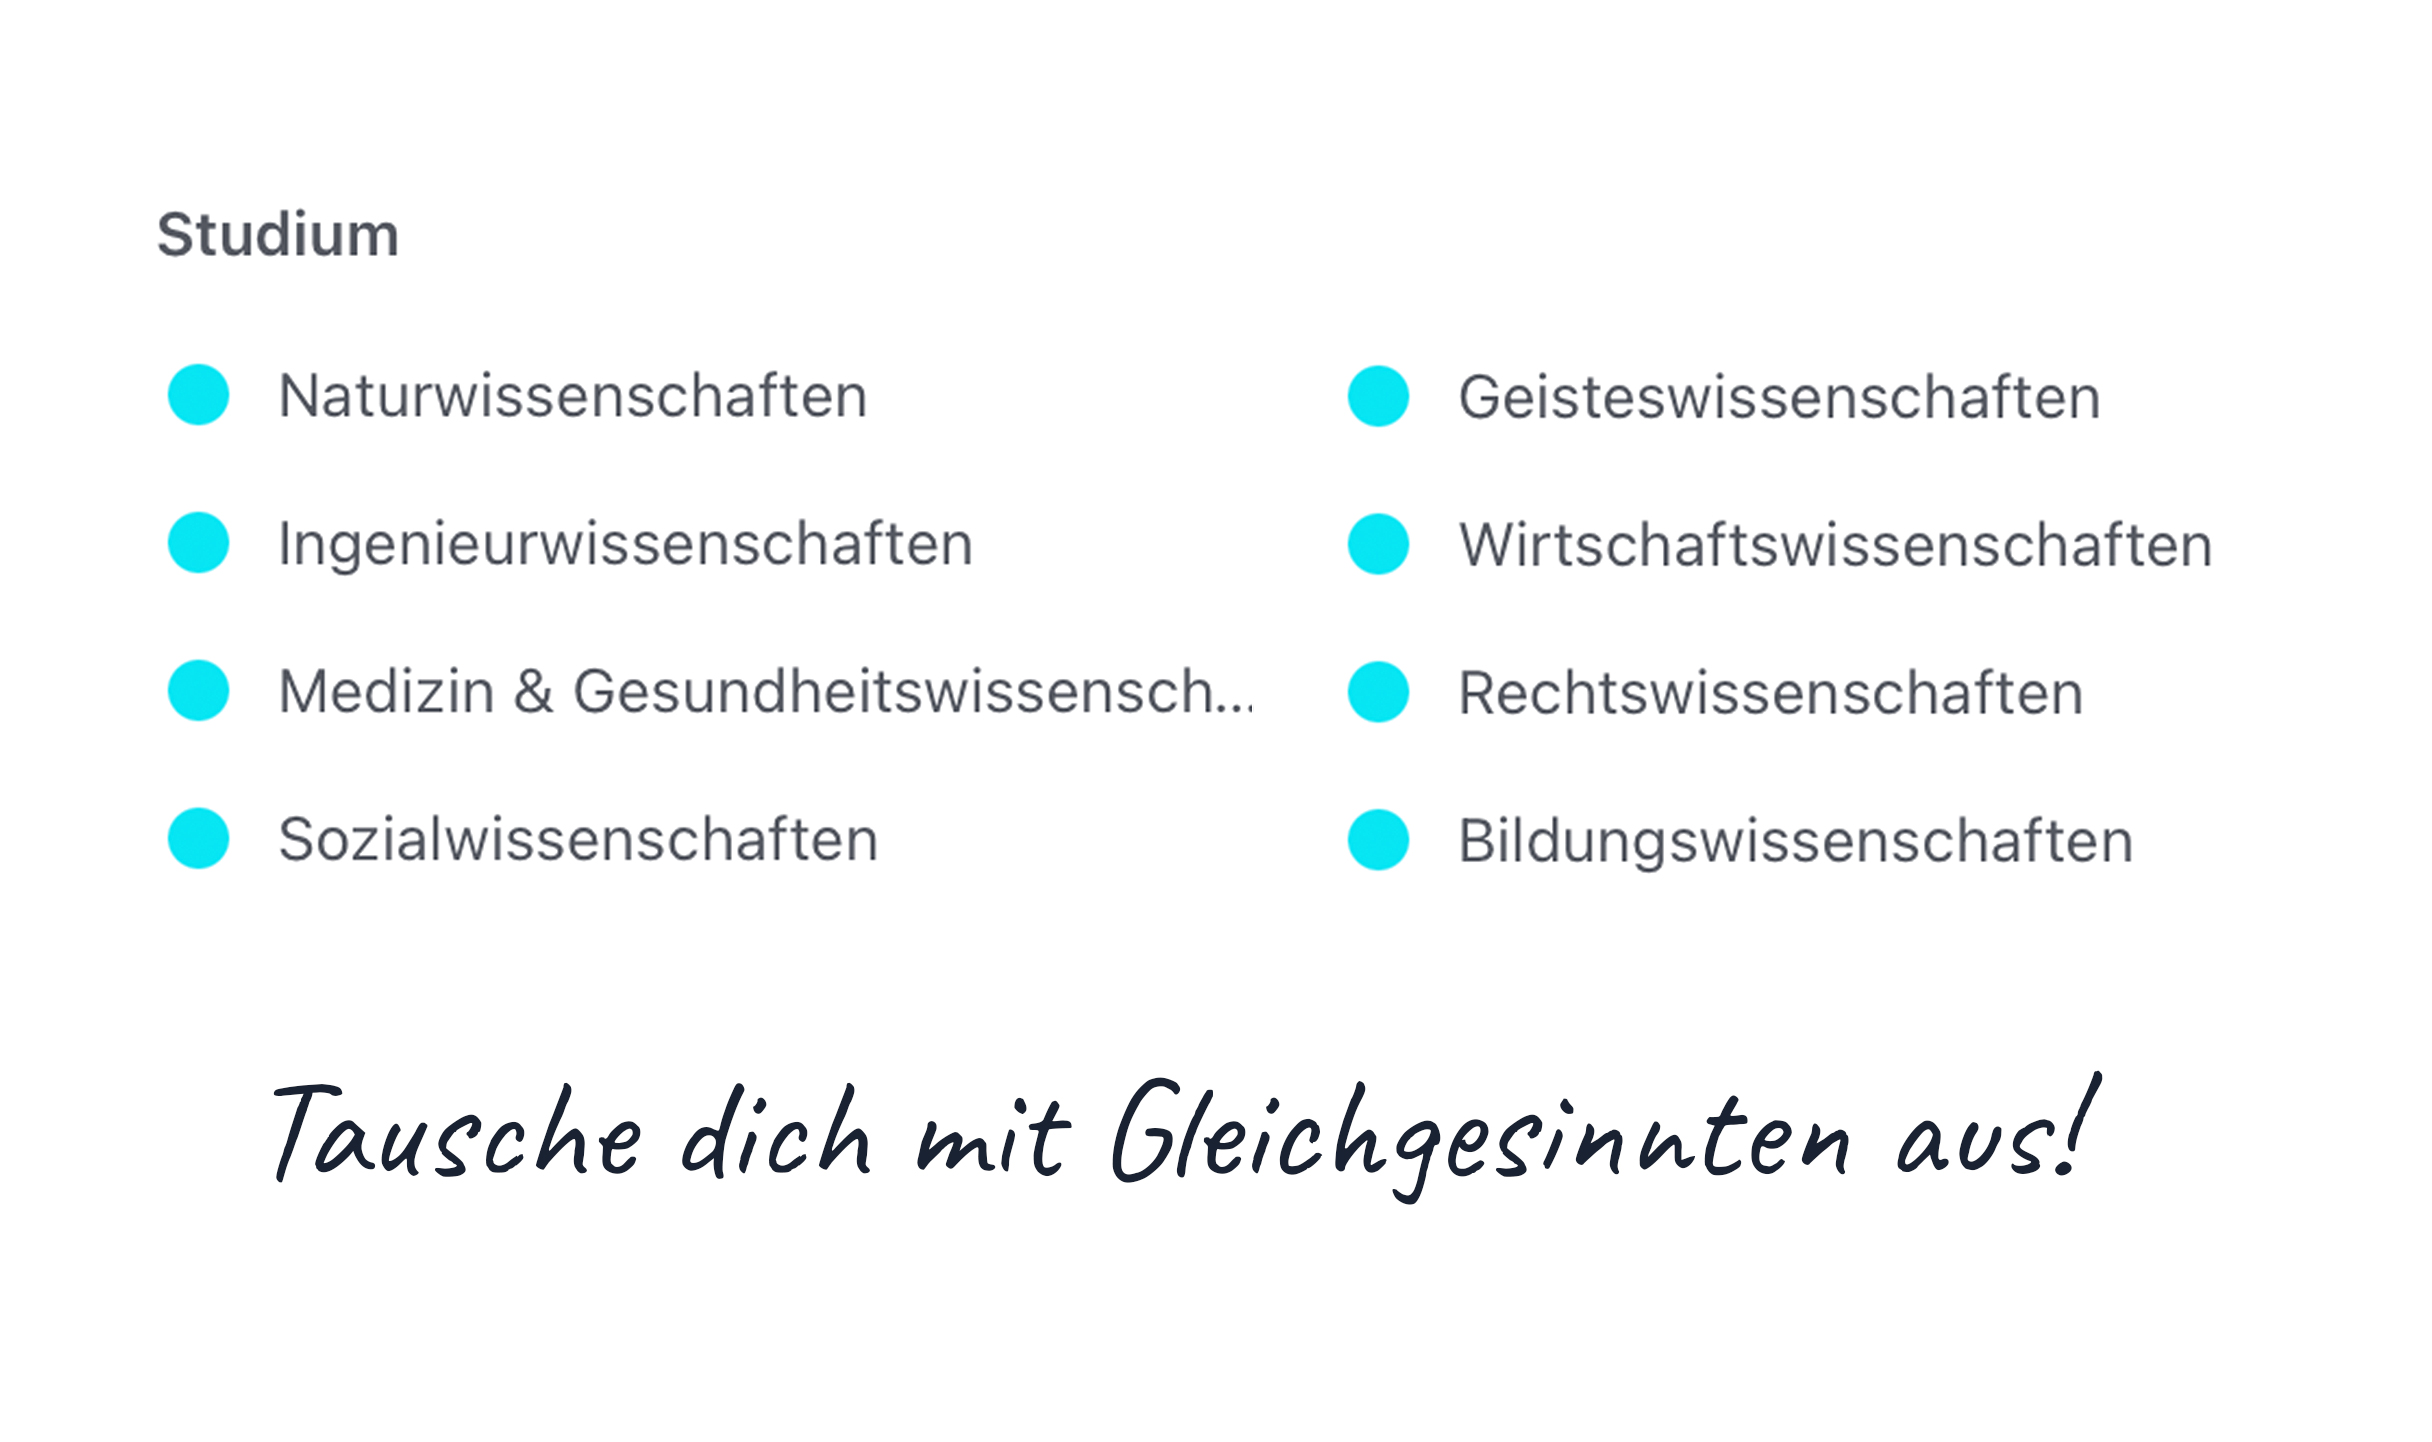 Studium
Naturwissenschaften
Geisteswissenschaften
Ingenieurwissenschaften
Wirtschaftswissenschaften
Medizin & Gesundheitswissensch...
Rechtswissenschaften
Sozialwissenschaften
Bildungswissenschaften
Tausche dich mit Gleichgesinnten aus!